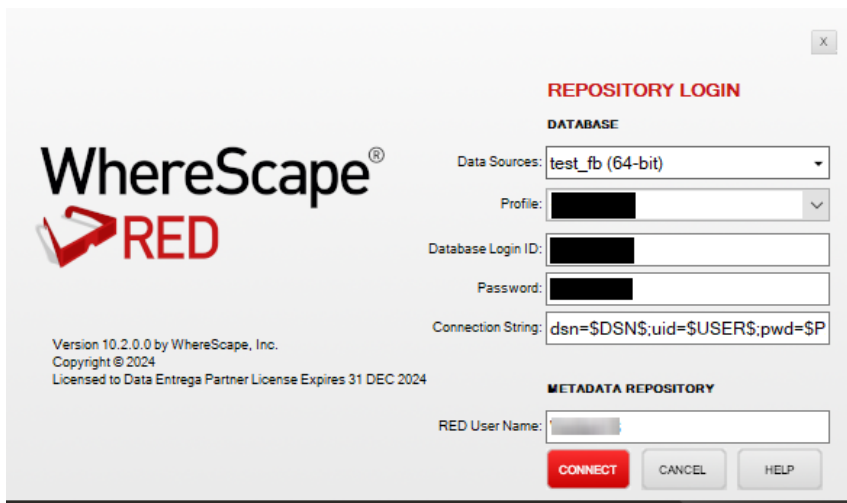 X
REPOSITORY LOGIN
DATABASE
WhereScape®
RED
Data Sources: test_fb (64-bit)
Profile:
Database Login ID:
Password:
Connection String: dsn=$DSN$;uid=$USER$;pwd=$P
Version 10.2.0.0 by WhereScape, Inc.
Copyright © 2024
Licensed to Data Entrega Partner License Expires 31 DEC 2024
METADATA REPOSITORY
RED User Name:
CONNECT CANCEL HELP